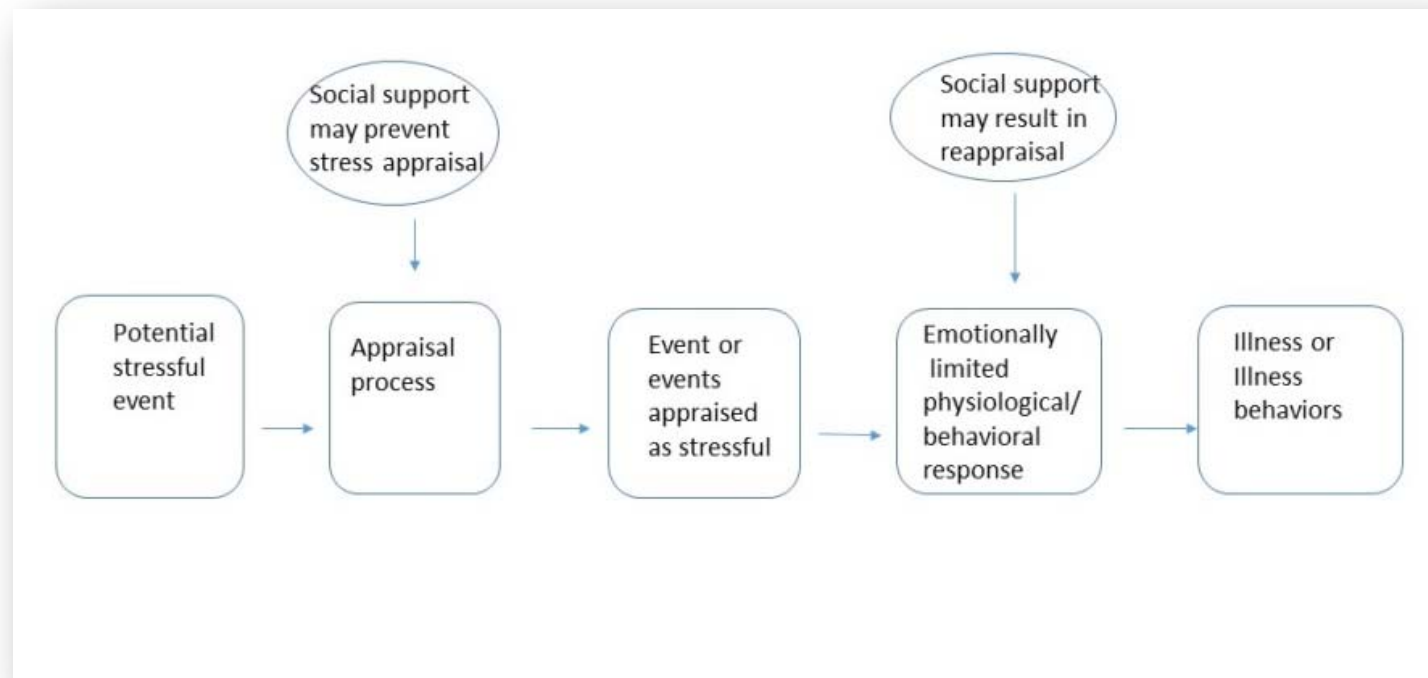 Social support
may prevent
stress appraisal
Social support
may result in
reappraisal
Potential
stressful
event
Appraisal
process
Event or
events
appraised
as stressful
Emotionally
limited
physiological/
behavioral
response
Illness or
Illness
behaviors